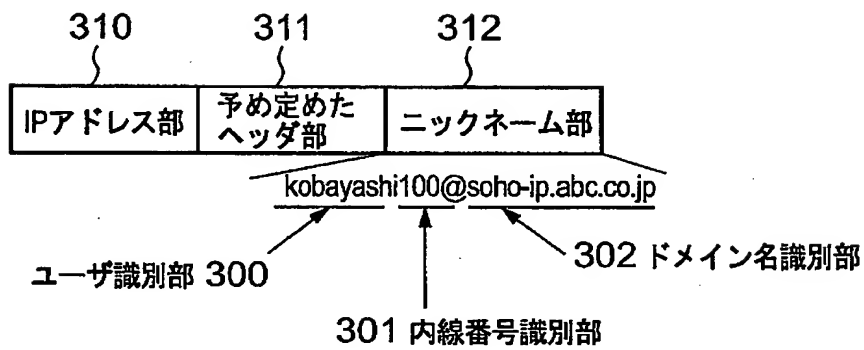 310 311 312
IPアドレス部 予め定めた ヘッダ部 ニックネーム部
kobayashi100@soho-ip.abc.co.jp
ユーザ識別部 300
302 ドメイン名識別部
301 内線番号識別部